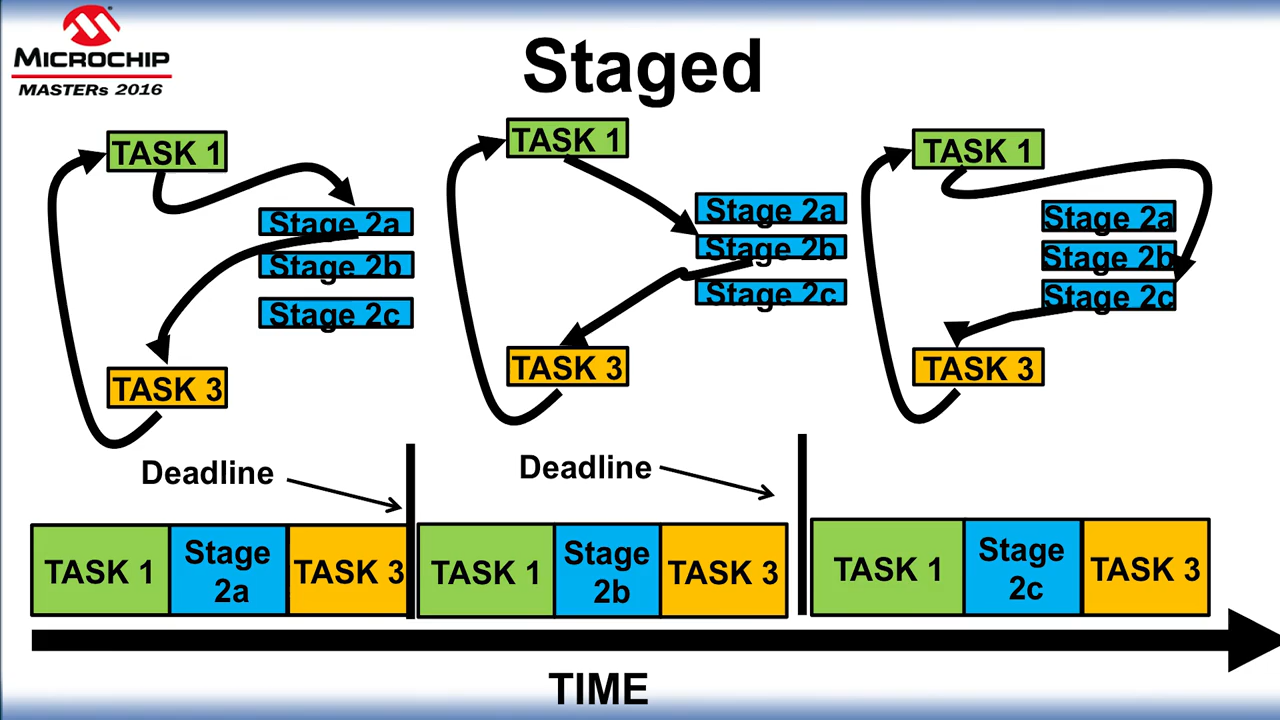 MICROCHIP
MASTERs 2016
Staged
TASK 1
Stage 2a
Stage 2b
Stage 2c
TASK 3
TASK 1
Stage 2a
Stage 2b
Stage 2c
TASK 3
TASK 1
Stage 2a
Stage 2b
Stage 2c
TASK 3
Deadline
Deadline
TASK 1
Stage
2a
TASK 3
TASK 1
Stage
2b
TASK 3
TASK 1
Stage
2c
TASK 3
TIME